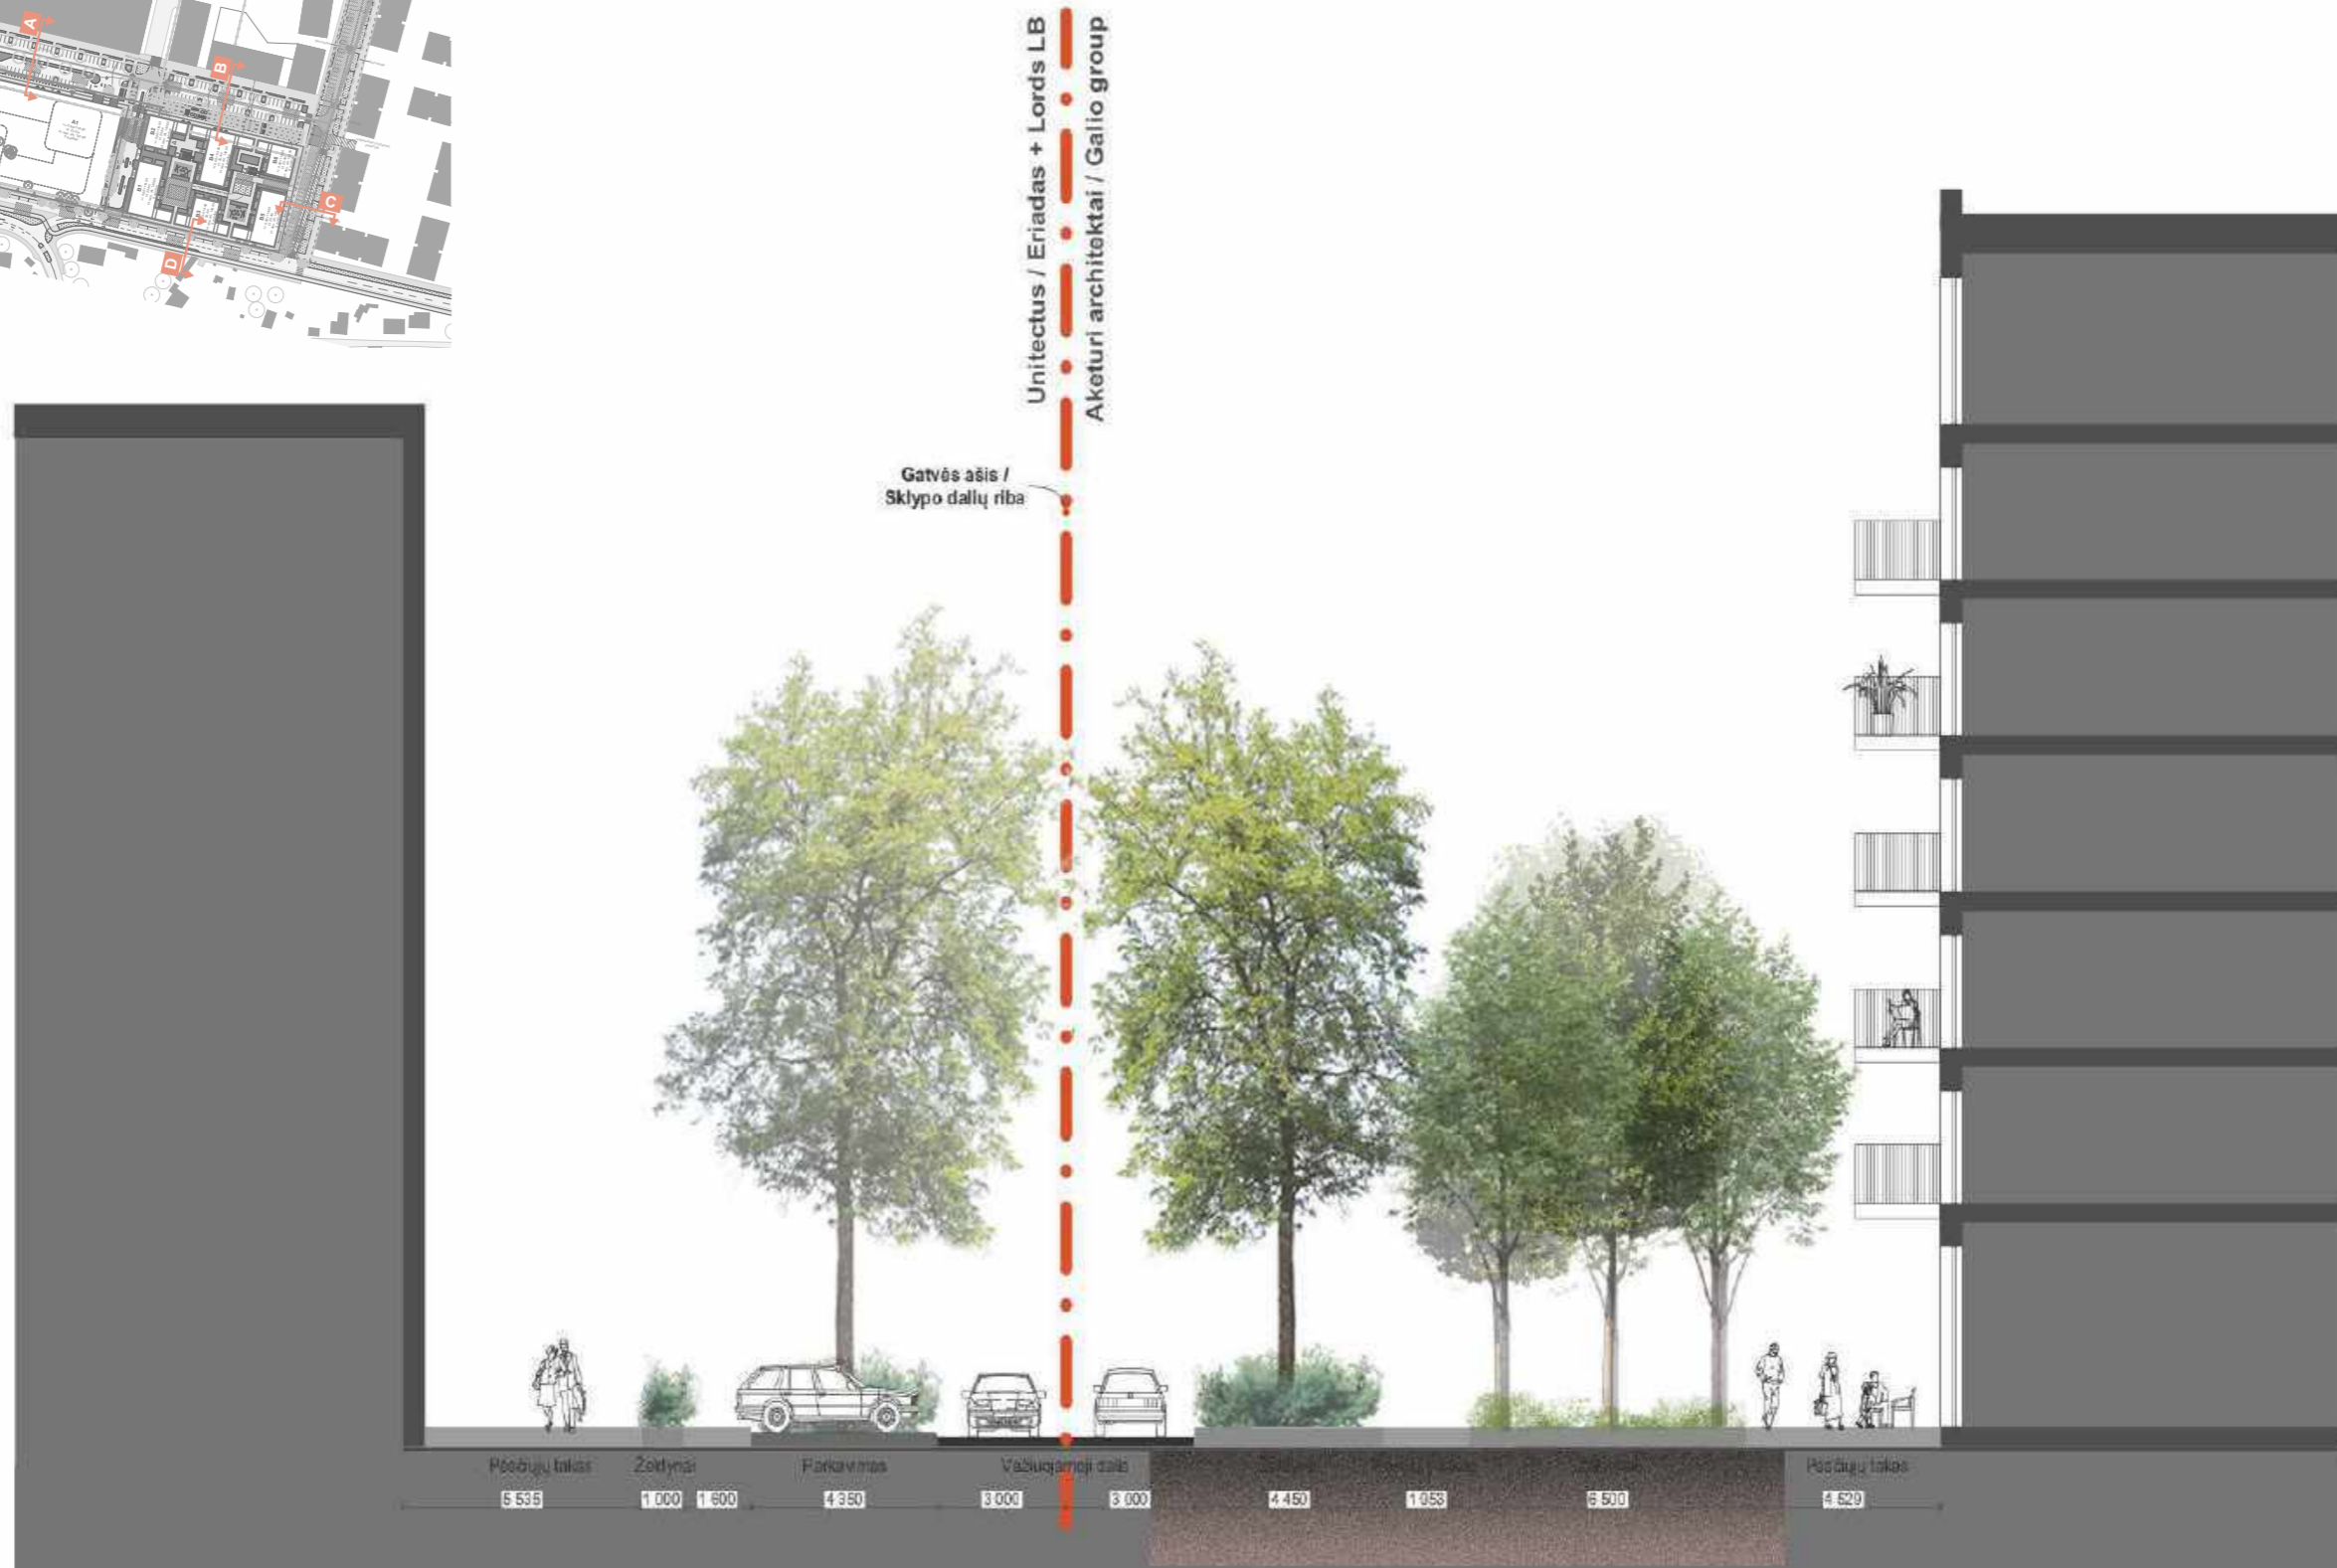 A
B
C
D
Unitectus / Eriadas + Lords LB
Aketuri architektai / Galio group
Gatvės ašis /
Sklypo dalių riba
Pėsčiųjų takas
Želdynai
Parkavimas
Važiuojamoji dalis
Pėsčiųjų takas
5 535
1 000
1 600
4 350
3 000
3 000
4 450
1 953
6 500
4 529